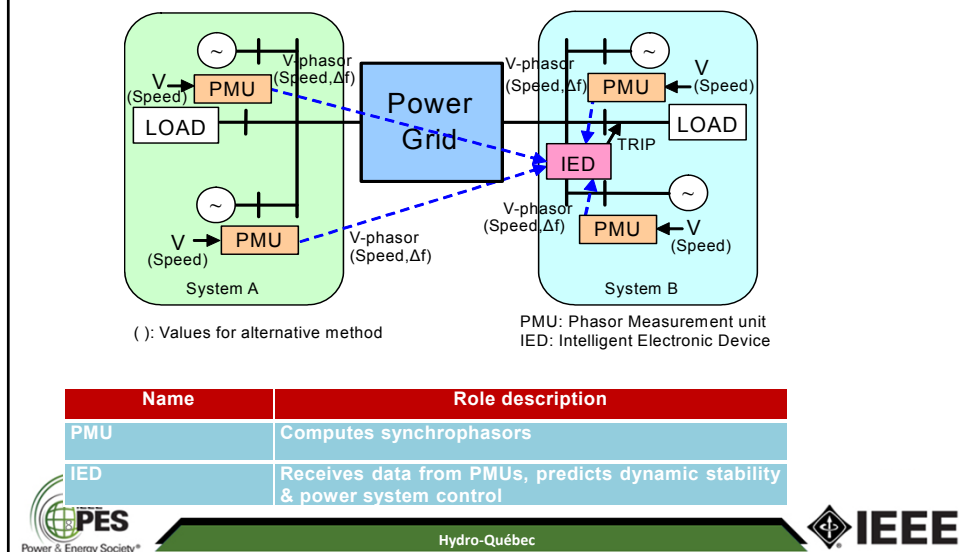 ~
V-phasor
(Speed,Δf)
V
(Speed)
PMU
LOAD
~
V
(Speed)
PMU
V-phasor
(Speed,Δf)
System A
Power
Grid
V-phasor
(Speed,Δf)
~
PMU
V
(Speed)
LOAD
TRIP
IED
~
V-phasor
(Speed,Δf)
PMU
V
(Speed)
System B
( ): Values for alternative method
PMU: Phasor Measurement unit
IED: Intelligent Electronic Device
Name Role description
PMU Computes synchrophasors
IED Receives data from PMUs, predicts dynamic stability
& power system control
IEEE
PES
Power & Energy Society®
8
Hydro-Québec
IEEE